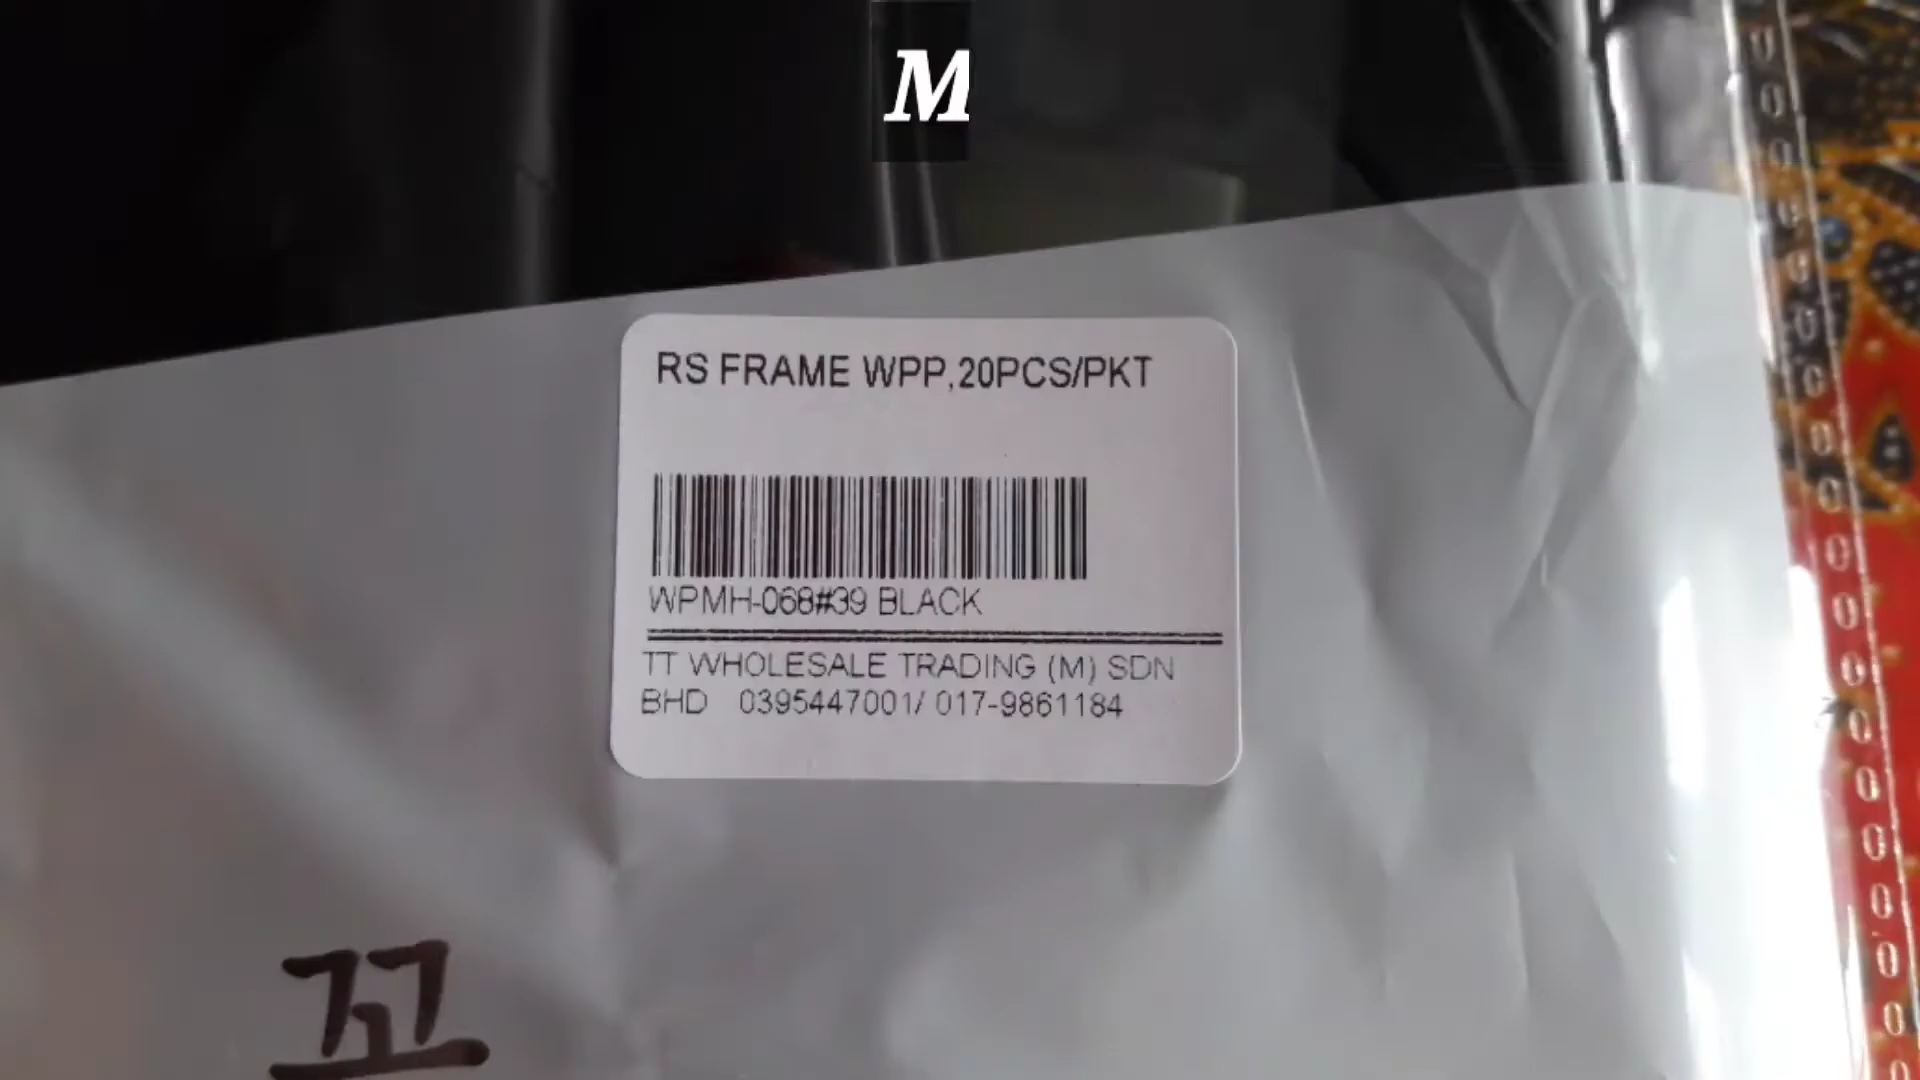 M
RS FRAME WPP,20PCS/PKT
WPMH-068#39 BLACK
TT WHOLESALE TRADING (M) SDN
BHD 0395447001/ 017-9861184
꼬